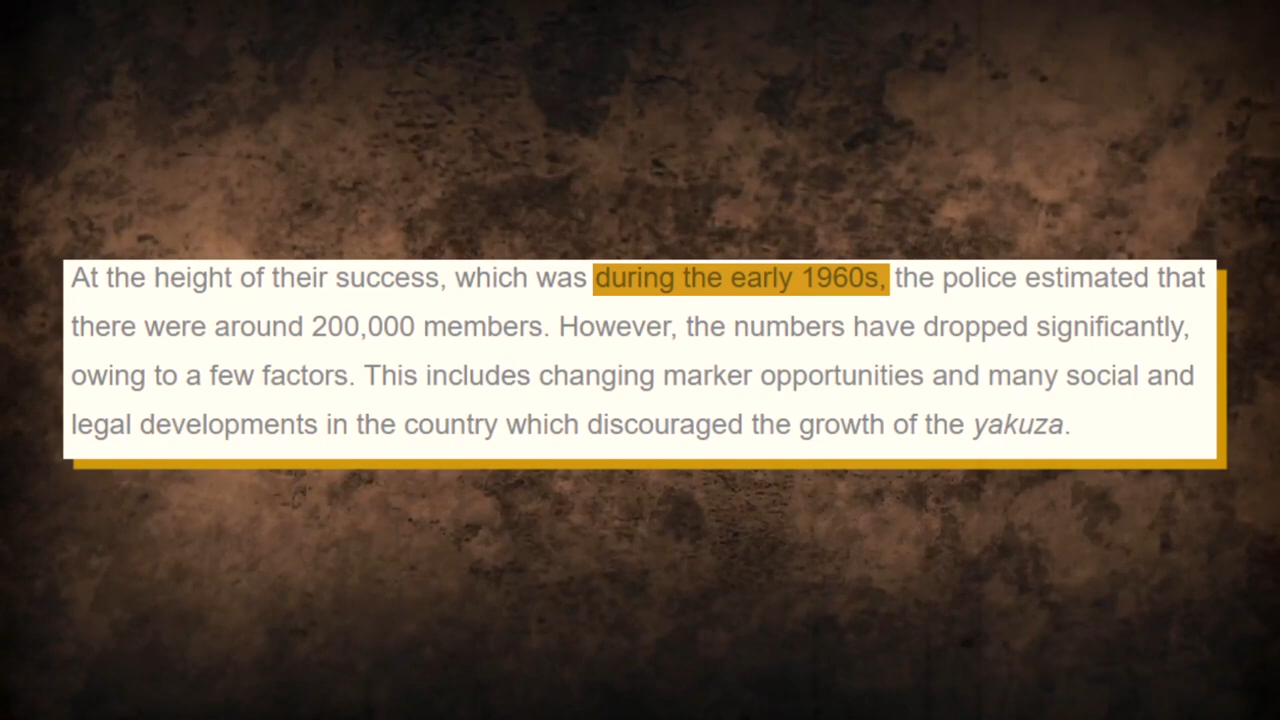 At the height of their success, which was during the early 1960s, the police estimated that
there were around 200,000 members. However, the numbers have dropped significantly,
owing to a few factors. This includes changing marker opportunities and many social and
legal developments in the country which discouraged the growth of the yakuza.